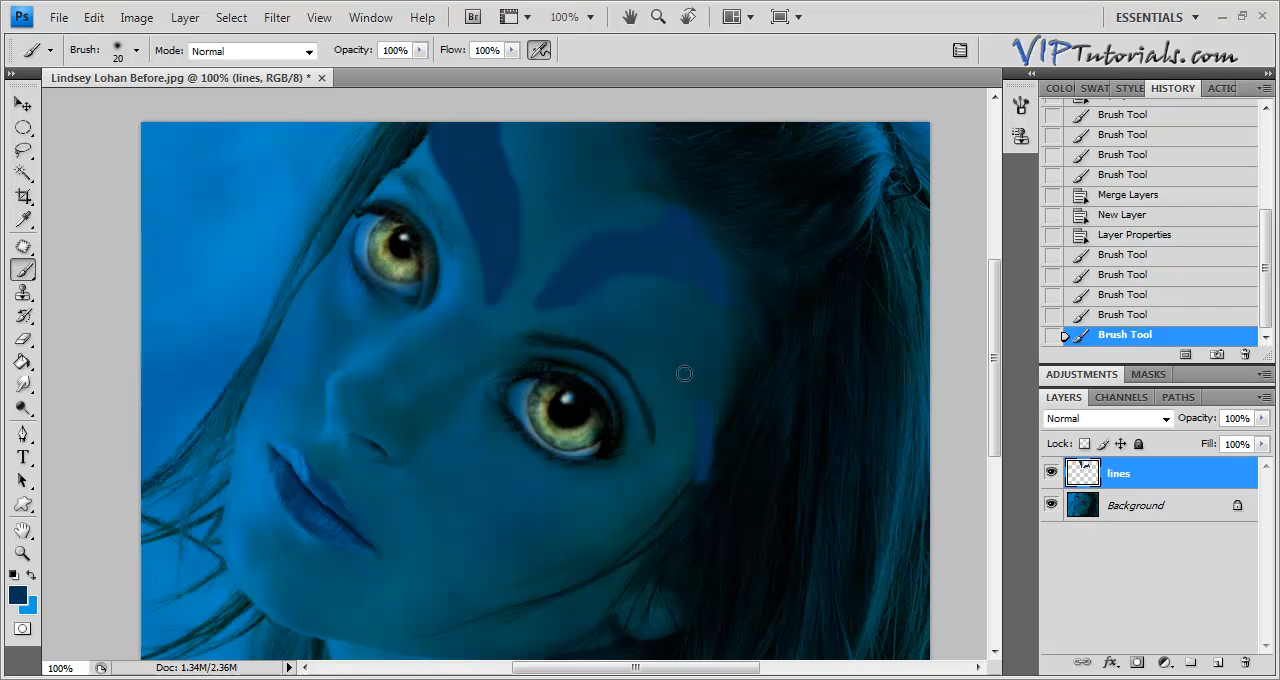 Ps File Edit Image Layer Select Filter View Window Help Br 100% ESSENTIALS
Brush: 20 Mode: Normal Opacity: 100% Flow: 100% VIPTutorials.com
Lindsey Lohan Before.jpg @ 100% (lines, RGB/8) * ×
COLO SWAT STYLE HISTORY ACTIC
Brush Tool
Brush Tool
Brush Tool
Brush Tool
Merge Layers
New Layer
Layer Properties
Brush Tool
Brush Tool
Brush Tool
Brush Tool
Brush Tool
ADJUSTMENTS MASKS
LAYERS CHANNELS PATHS
Normal Opacity: 100%
Lock: Fill: 100%
lines
Background
100% Doc: 1.34M/2.36M